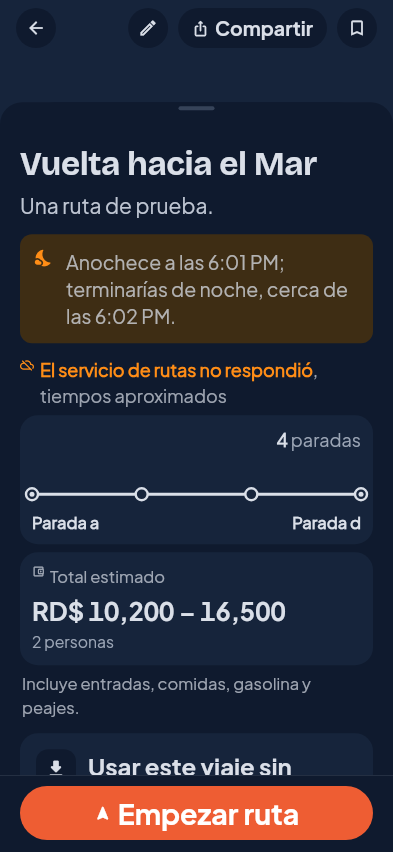 Compartir
Vuelta hacia el Mar
Una ruta de prueba.
Anochece a las 6:01 PM;
terminarías de noche, cerca de
las 6:02 PM.
El servicio de rutas no respondió,
tiempos aproximados
4 paradas
Parada a
Parada d
Total estimado
RD$ 10,200 – 16,500
2 personas
Incluye entradas, comidas, gasolina y
peajes.
Usar este viaje sin
Empezar ruta